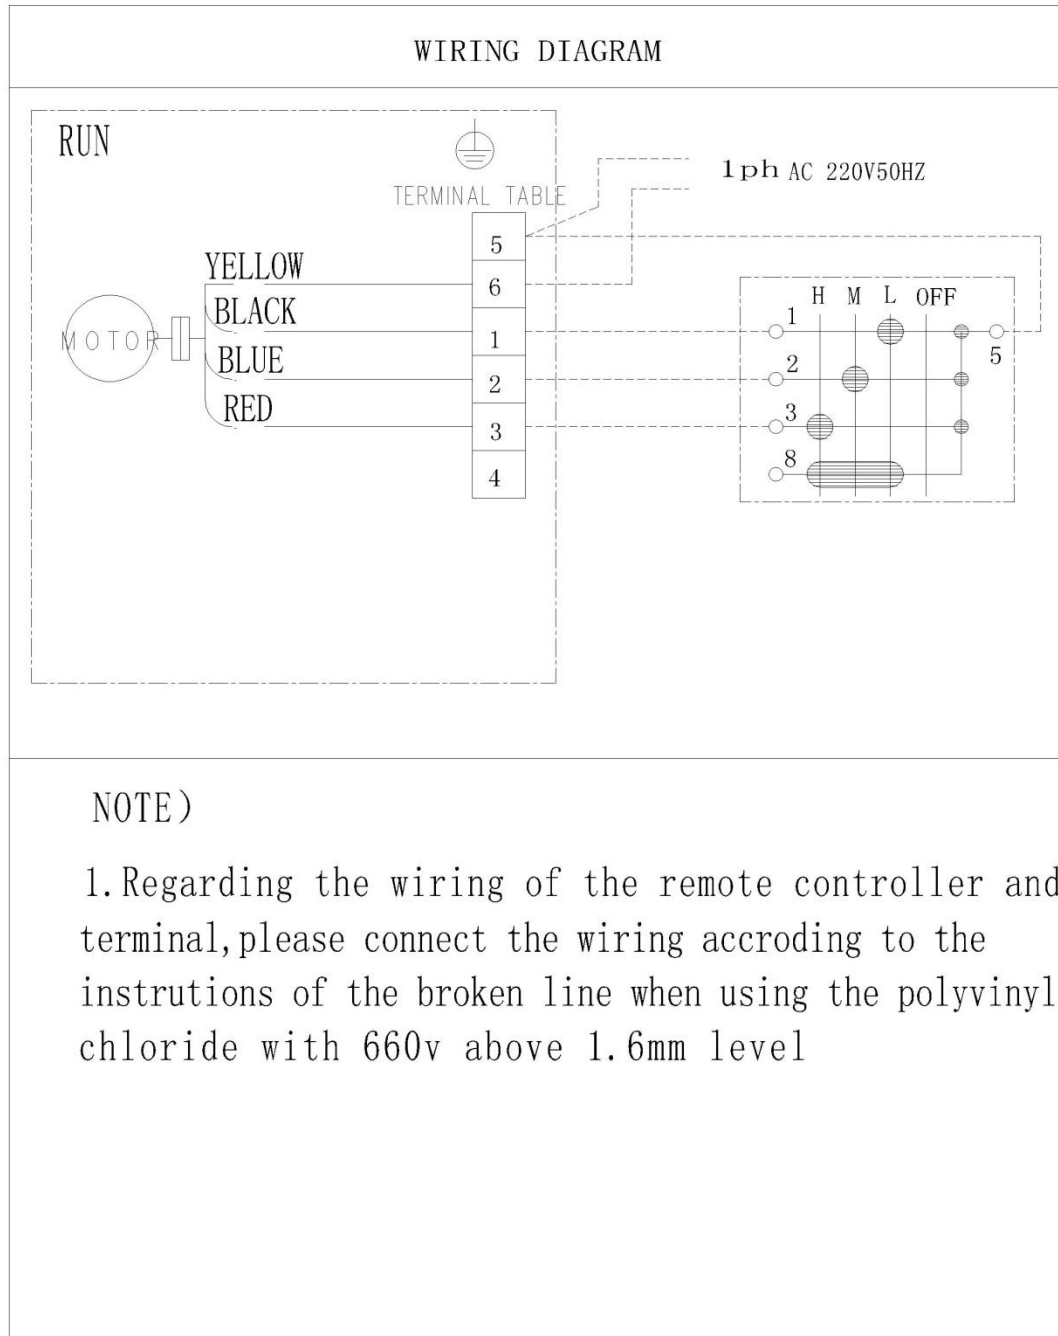 WIRING DIAGRAM
RUN
TERMINAL TABLE
1ph AC 220V50HZ
5
6
1
2
3
4
YELLOW
BLACK
BLUE
RED
MOTOR
H M L OFF
1
2
3
8
5
NOTE)
1.Regarding the wiring of the remote controller and
terminal,please connect the wiring accroding to the
instrutions of the broken line when using the polyvinyl
chloride with 660v above 1.6mm level